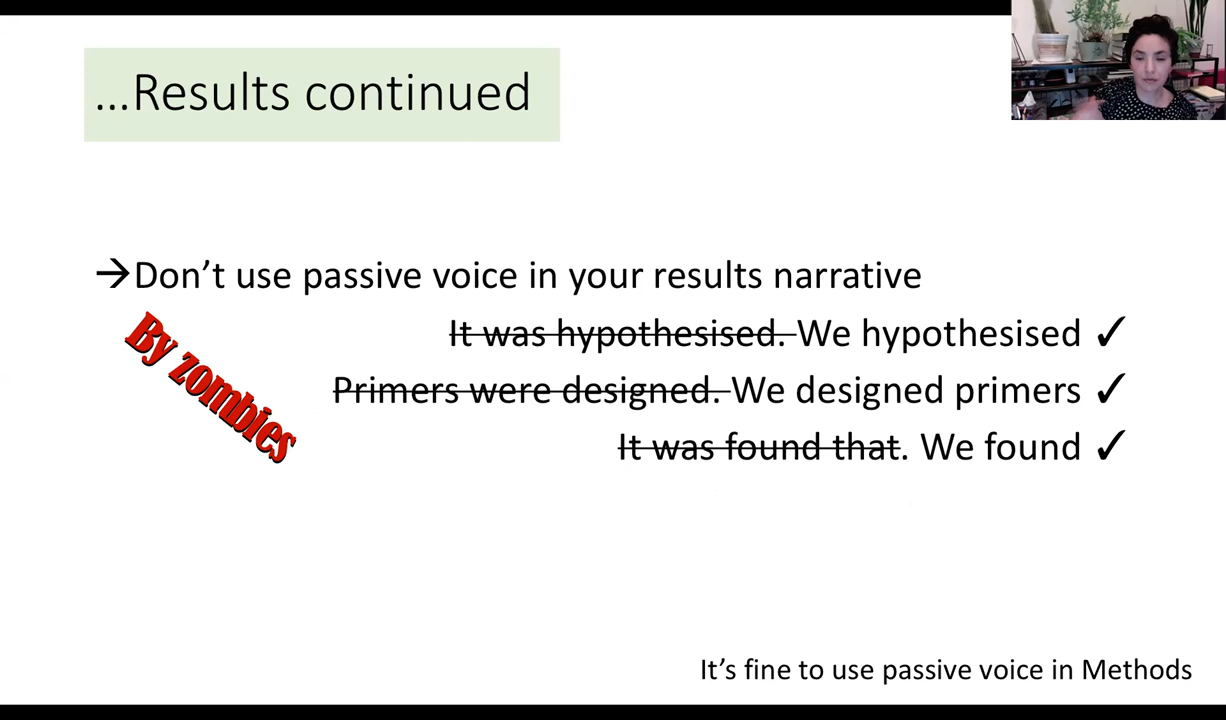 ...Results continued
→Don't use passive voice in your results narrative
By zombies
It was hypothesised. We hypothesised ✓
Primers were designed. We designed primers ✓
It was found that. We found ✓
It's fine to use passive voice in Methods